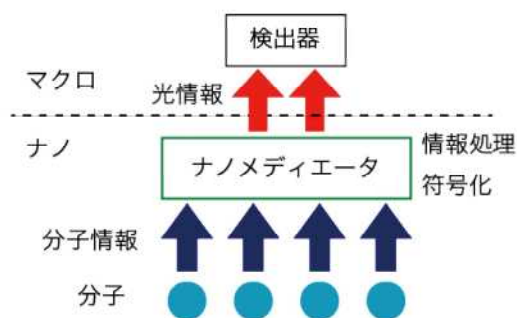 検出器
マクロ
光情報
ナノ
ナノメディエータ
情報処理
符号化
分子情報
分子